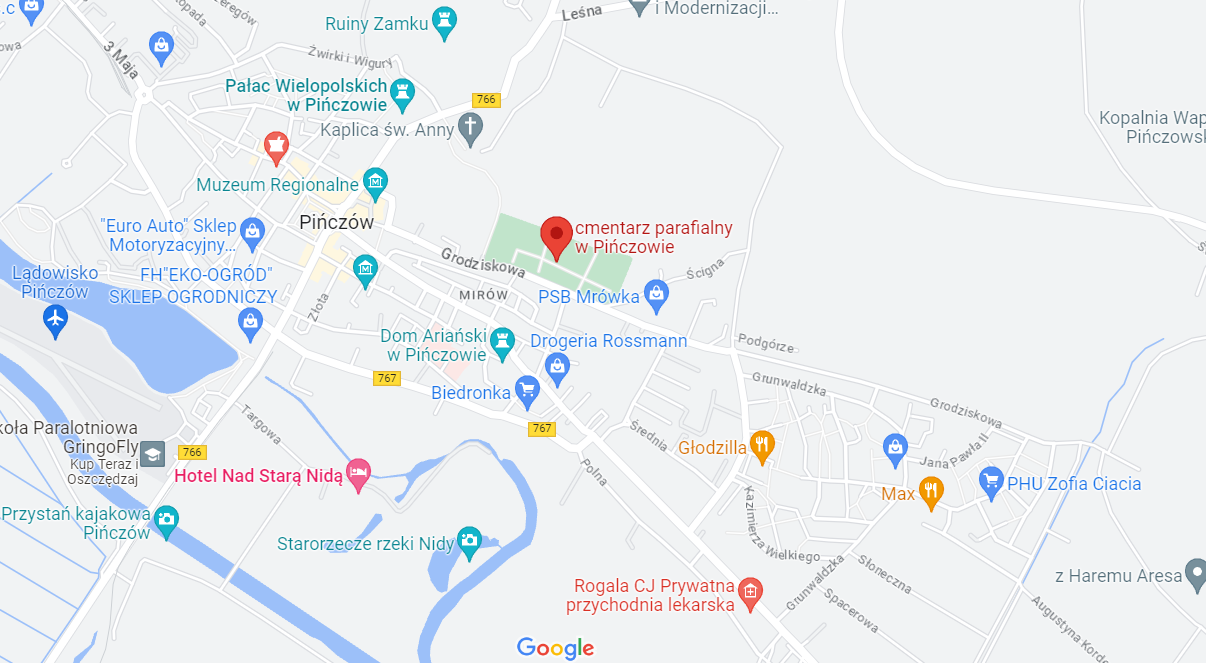 .c
Kopada
zeregów
3 Maja
Ruiny Zamku
Leśna
i Modernizacji...
Żwirki i Wigury
Pałac Wielopolskich
w Pińczowie
766
Kaplica św. Anny
Kopalnia Wap
Pińczowsk
Muzeum Regionalne
Pińczów
"Euro Auto" Sklep
Motoryzacyjny...
cmentarz parafialny
w Pińczowie
Grodziskowa
Ścigna
Lądowisko
Pińczów
FH"EKO-OGRÓD"
SKLEP OGRODNICZY
MIRÓW
PSB Mrówka
Złota
Dom Ariański
w Pińczowie
Drogeria Rossmann
Podgórze
767
Biedronka
Grunwaldzka
Grodziskowa
Targowa
767
Średnia
koła Paralotniowa
GringoFly
Kup Teraz i
Oszczędzaj
766
Głodzilla
Jana Pawła II
Hotel Nad Starą Nidą
Polna
Max
PHU Zofia Ciacia
Przystań kajakowa
Pińczów
Starorzecze rzeki Nidy
Kazimierza Wielkiego
Rogala CJ Prywatna
przychodnia lekarska
Grunwaldzka
Słoneczna
Spacerowa
z Haremu Aresa
Augustyna Korde
Google